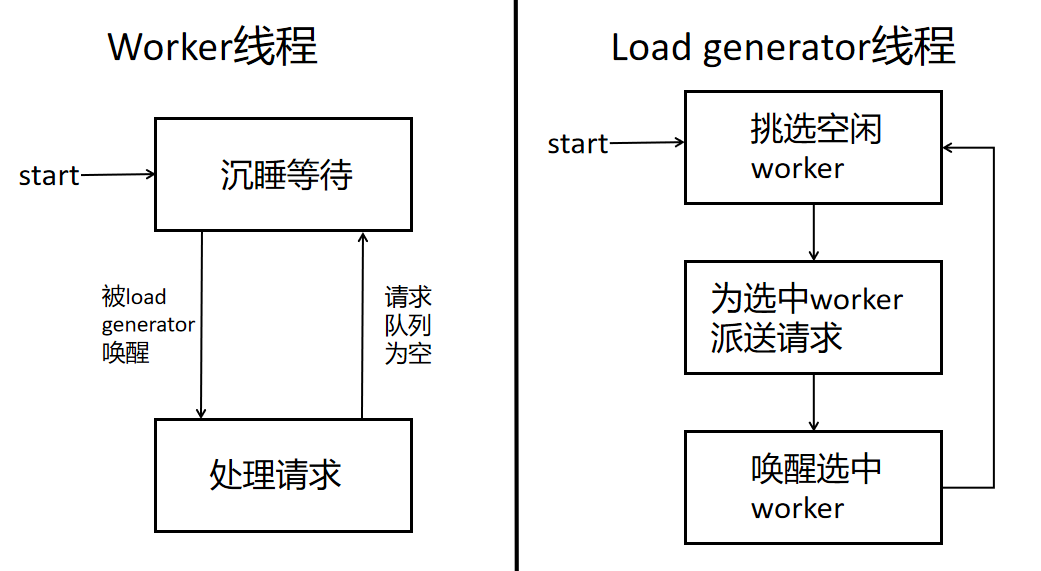 Worker线程
start
沉睡等待
被load
generator
唤醒
请求
队列
为空
处理请求
Load generator线程
start
挑选空闲
worker
为选中worker
派送请求
唤醒选中
worker